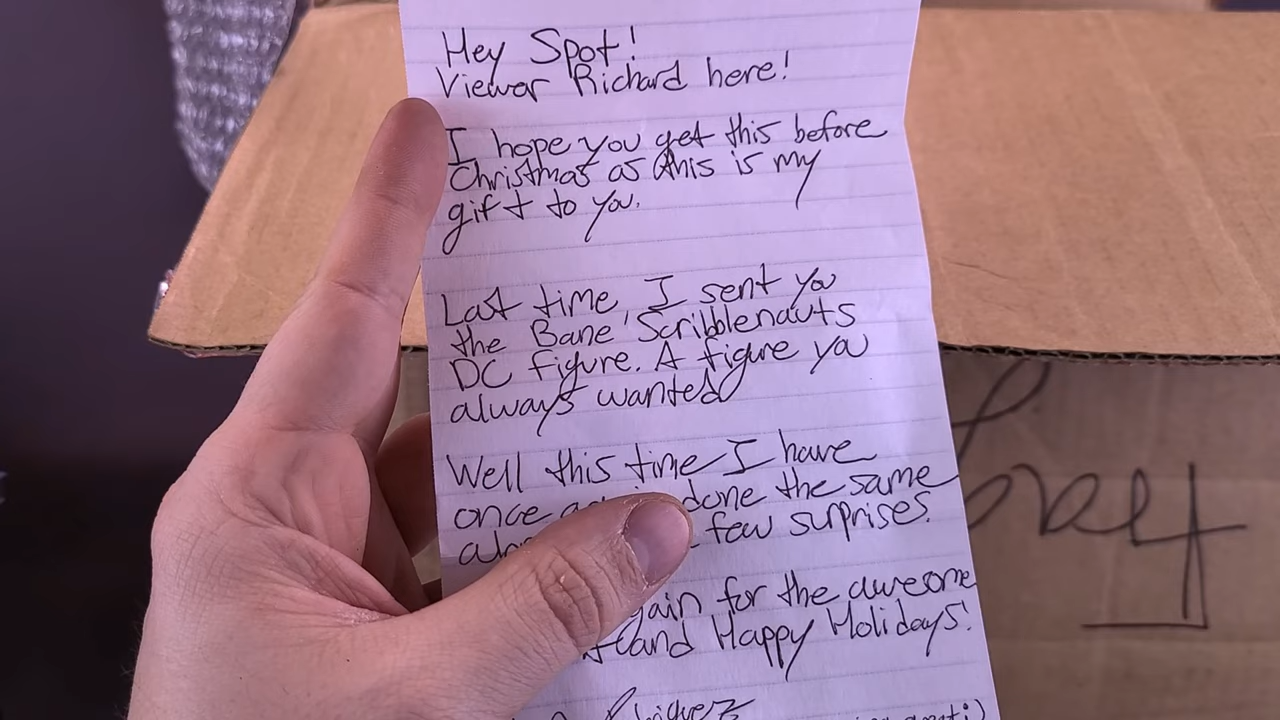 Hey Spot!
Viewer Richard here!
I hope you get this before
Christmas as this is my
gift to you.
Last time, I sent you
the Bane Scribblenauts
DC figure. A figure you
always wanted
Well this time I have
once done the same
few surprises.
for the awesome
and Happy Holidays!